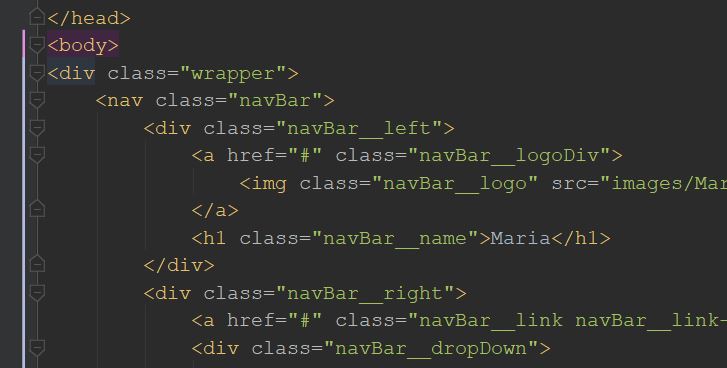 </head>
<body>
<div class="wrapper">
<nav class="navBar">
<div class="navBar__left">
<a href="#" class="navBar__logoDiv">
<img class="navBar__logo" src="images/Mar
</a>
<h1 class="navBar__name">Maria</h1>
</div>
<div class="navBar__right">
<a href="#" class="navBar__link navBar__link-
<div class="navBar__dropDown">